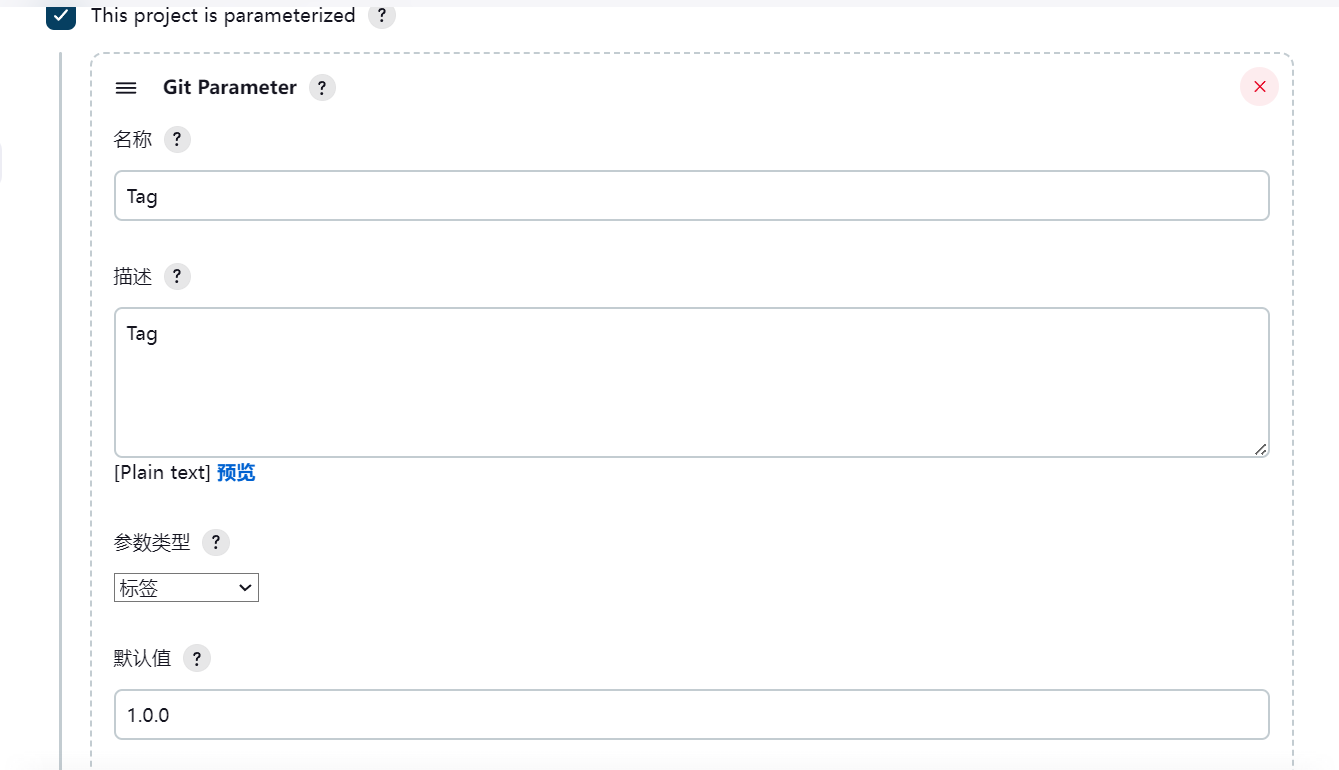 This project is parameterized ?
Git Parameter ?
名称 ?
Tag
描述 ?
Tag
[Plain text] 预览
参数类型 ?
标签
默认值 ?
1.0.0